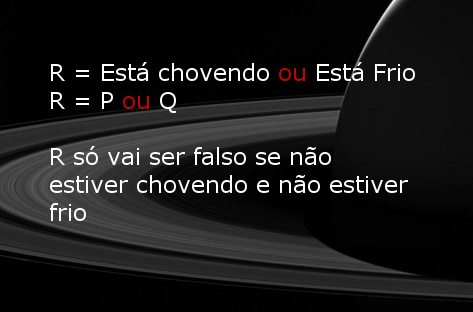 R = Está chovendo ou Está Frio
R = P ou Q
R só vai ser falso se não
estiver chovendo e não estiver
frio